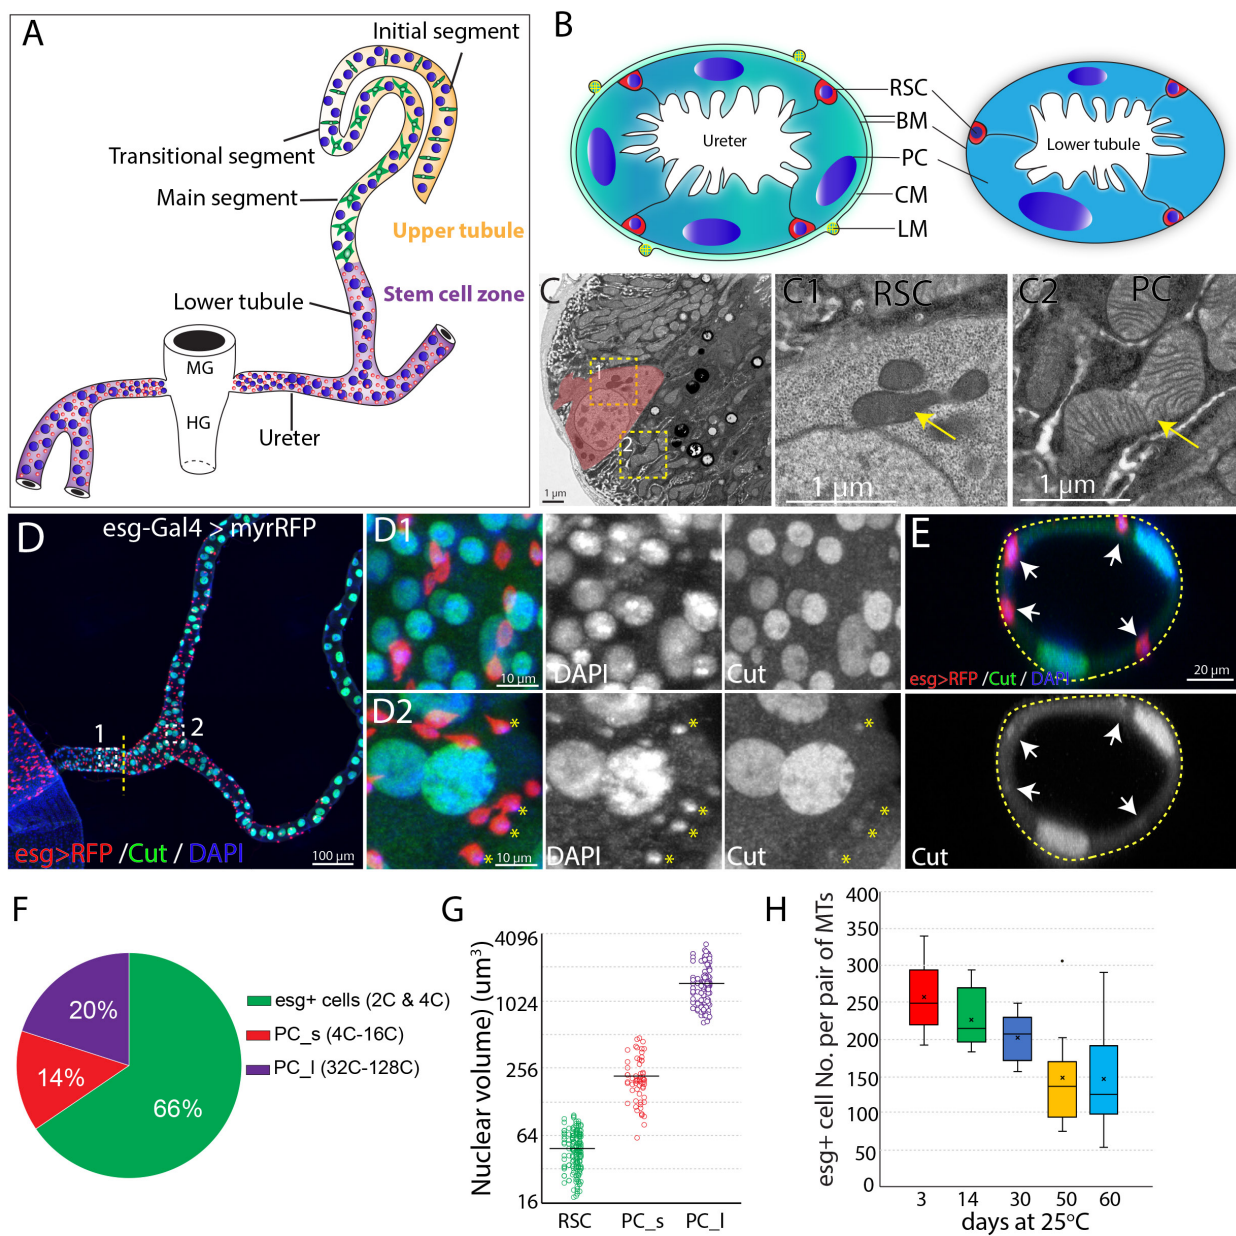 A
Initial segment
Transitional segment
Main segment
Upper tubule
Stem cell zone
Lower tubule
MG
HG
Ureter
B
Ureter
RSC
BM
PC
CM
LM
Lower tubule
C
1
2
1 μm
C1
RSC
1 μm
C2
PC
1 μm
D
esg-Gal4 > myrRFP
1
2
esg>RFP /Cut / DAPI
100 μm
D1
10 μm
DAPI
Cut
D2
*
*
*
*
10 μm
DAPI
*
*
*
*
Cut
*
*
*
*
E
esg>RFP /Cut / DAPI
20 μm
Cut
F
20%
14%
66%
esg+ cells (2C & 4C)
PC_s (4C-16C)
PC_l (32C-128C)
G
Nuclear volume) (um³)
4096
1024
256
64
16
RSC
PC_s
PC_l
H
esg+ cell No. per pair of MTs
400
350
300
250
200
150
100
50
0
3
14
30
50
60
days at 25°C